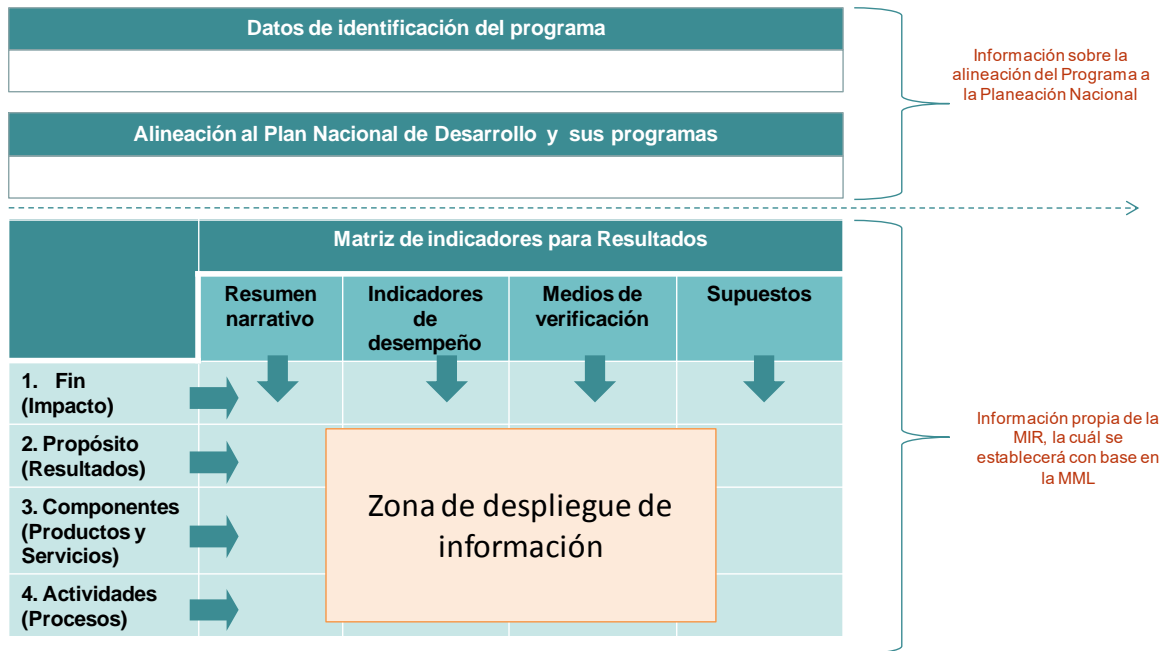 Datos de identificación del programa
Información sobre la
alineación del Programa a
la Planeación Nacional
Alineación al Plan Nacional de Desarrollo y sus programas
Matriz de indicadores para Resultados
Resumen
narrativo
Indicadores
de
desempeño
Medios de
verificación
Supuestos
1. Fin
(Impacto)
2. Propósito
(Resultados)
3. Componentes
(Productos y
Servicios)
4. Actividades
(Procesos)
Zona de despliegue de
información
Información propia de la
MIR, la cuál se
establecerá con base en
la MML